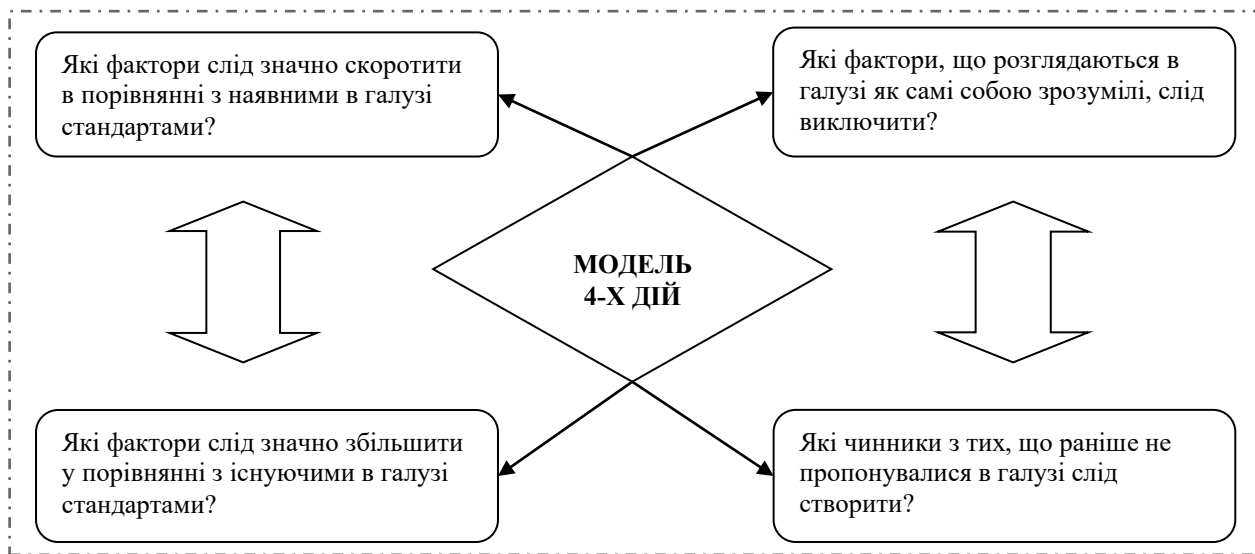 Які фактори слід значно скоротити
в порівнянні з наявними в галузі
стандартами?
Які фактори, що розглядаються в
галузі як самі собою зрозумілі, слід
виключити?
МОДЕЛЬ
4-Х ДІЙ
Які фактори слід значно збільшити
у порівнянні з існуючими в галузі
стандартами?
Які чинники з тих, що раніше не
пропонувалися в галузі слід
створити?